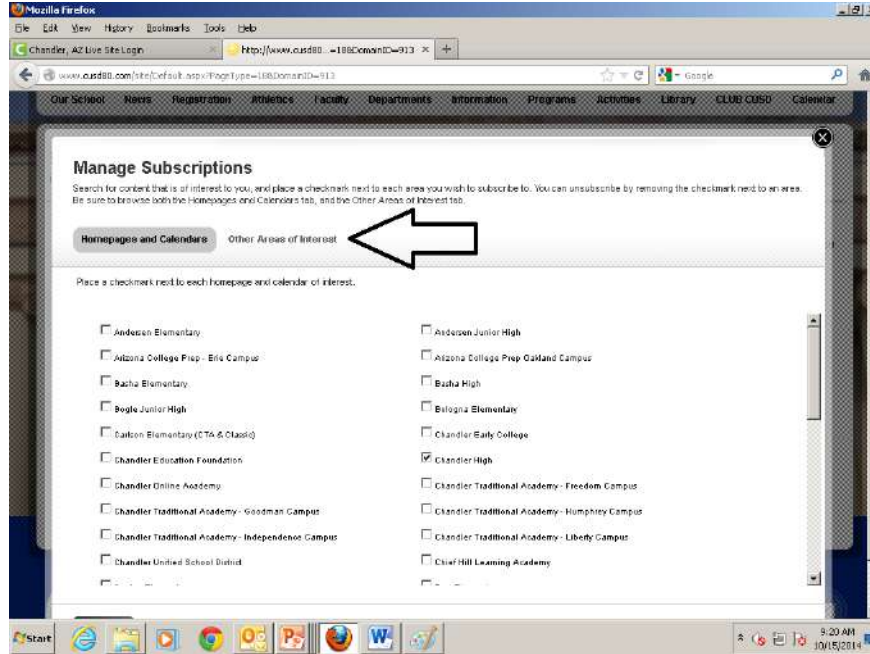 Mozilla Firefox
File Edit View History Bookmarks Tools Help
Chandler, AZ Live Site Login
http://www.cusd80...=18&DomainID=913
www.cusd80.com/site/Default.aspx?PageType=18&DomainID=913
Google
Our School News Registration Athletics Faculty Departments Information Programs Activities Library CLUB CUSD Calendar
Manage Subscriptions
Search for content that is of interest to you, and place a checkmark next to each area you wish to subscribe to. You can unsubscribe by removing the checkmark next to an area.
Be sure to browse both the Homepages and Calendars tab, and the Other Areas of Interest tab.
Homepages and Calendars Other Areas of Interest
Place a checkmark next to each homepage and calendar of interest.
Andersen Elementary Andersen Junior High
Arizona College Prep - Erie Campus Arizona College Prep Oakland Campus
Basha Elementary Basha High
Bogle Junior High Bologna Elementary
Carlson Elementary (CTA & Classic) Chandler Early College
Chandler Education Foundation Chandler High
Chandler Online Academy Chandler Traditional Academy - Freedom Campus
Chandler Traditional Academy - Goodman Campus Chandler Traditional Academy - Humphrey Campus
Chandler Traditional Academy - Independence Campus Chandler Traditional Academy - Liberty Campus
Chandler Unified School District Chief Hill Learning Academy
Start
9:20 AM
10/15/2014